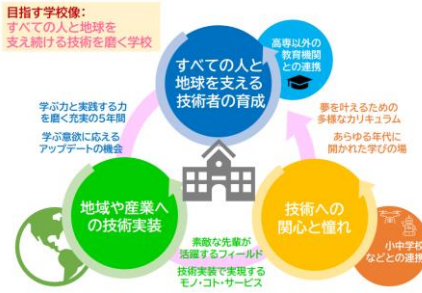 目指す学校像:
すべての人と地球を
支え続ける技術を磨く学校
すべての人と
地球を支える
技術者の育成
高専以外の
教育機関
との連携
学ぶ力と実践する力
を磨く充実の5年間
学ぶ意欲に応える
アップデートの機会
夢を叶えるための
多様なカリキュラム
あらゆる年代に
開かれた学びの場
地域や産業へ
の技術実装
技術への
関心と憧れ
素敵な先輩が
活躍するフィールド
技術実装で実現する
モノ・コト・サービス
小中学校
などとの連携